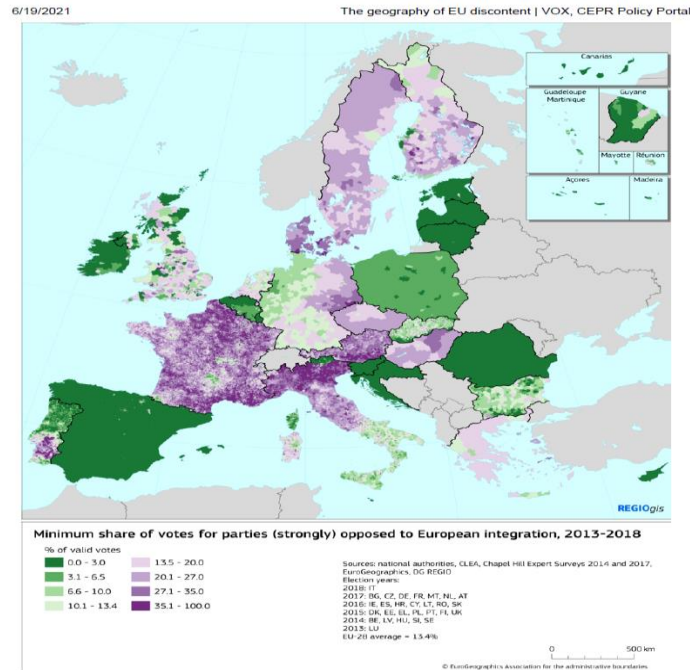 6/19/2021
The geography of EU discontent | VOX, CEPR Policy Portal
Canarias
Guadeloupe
Martinique
Guyane
Mayotte
Réunion
Açores
Madeira
REGIOgis
Minimum share of votes for parties (strongly) opposed to European integration, 2013-2018
% of valid votes
0.0 - 3.0
3.1 - 6.5
6.6 - 10.0
10.1 - 13.4
13.5 - 20.0
20.1 - 27.0
27.1 - 35.0
35.1 - 100.0
Sources: national authorities, CLEA, Chapel Hill Expert Surveys 2014 and 2017,
EuroGeographics, DG REGIO
Election years:
2018: IT
2017: BG, CZ, DE, FR, MT, NL, AT
2016: IE, ES, HR, CY, LT, RO, SK
2015: DK, EE, EL, PL, PT, FI, UK
2014: BE, LV, HU, SI, SE
2013: LU
EU-28 average = 13.4%
0 500 km
© EuroGeographics Association for the administrative boundaries